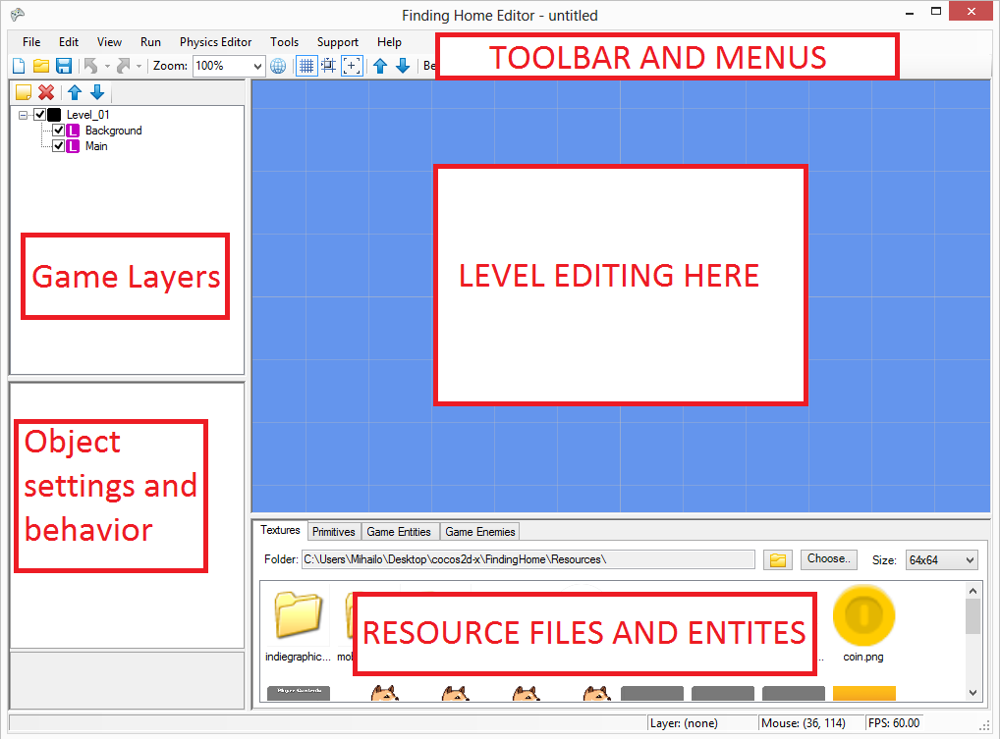 Finding Home Editor - untitled
File Edit View Run Physics Editor Tools Support Help
TOOLBAR AND MENUS
Zoom: 100% Be
Level_01
L Background
L Main
Game Layers
LEVEL EDITING HERE
Object
settings and
behavior
Textures Primitives Game Entities Game Enemies
Folder: C:\Users\Mihailo\Desktop\cocos2d-x\FindingHome\Resources\ Choose.. Size: 64x64
RESOURCE FILES AND ENTITES
indiegraphic... mol ... coin.png
Layer: (none) Mouse: (36, 114) FPS: 60.00